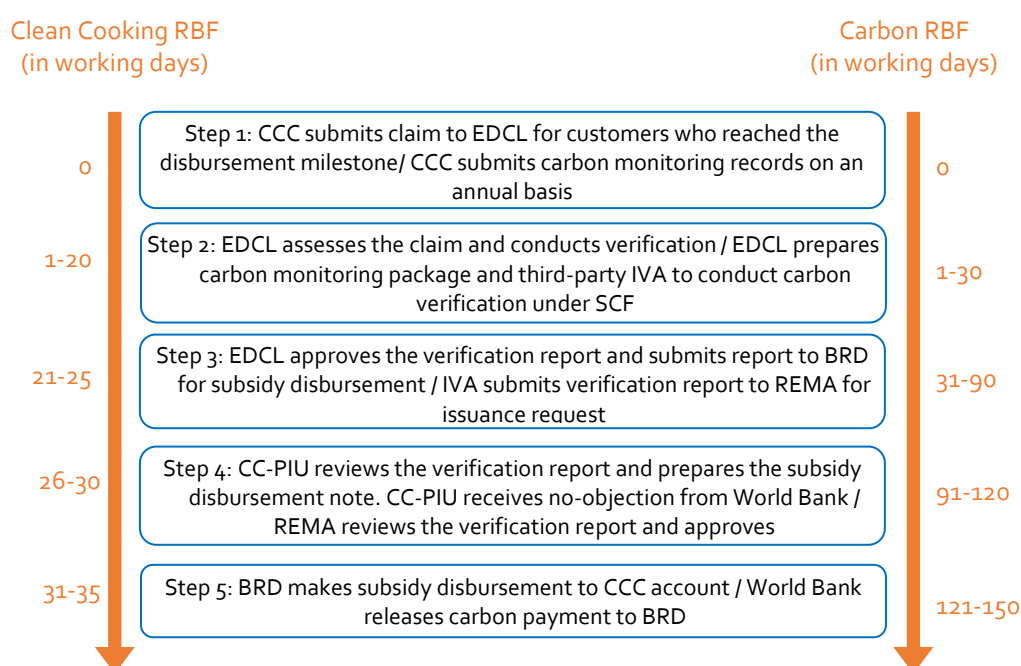 Clean Cooking RBF
(in working days)
Carbon RBF
(in working days)
Step 1: CCC submits claim to EDCL for customers who reached the
disbursement milestone/ CCC submits carbon monitoring records on an
annual basis
0
0
Step 2: EDCL assesses the claim and conducts verification / EDCL prepares
carbon monitoring package and third-party IVA to conduct carbon
verification under SCF
1-20
1-30
Step 3: EDCL approves the verification report and submits report to BRD
for subsidy disbursement / IVA submits verification report to REMA for
issuance request
21-25
31-90
Step 4: CC-PIU reviews the verification report and prepares the subsidy
disbursement note. CC-PIU receives no-objection from World Bank /
REMA reviews the verification report and approves
26-30
91-120
Step 5: BRD makes subsidy disbursement to CCC account / World Bank
releases carbon payment to BRD
31-35
121-150